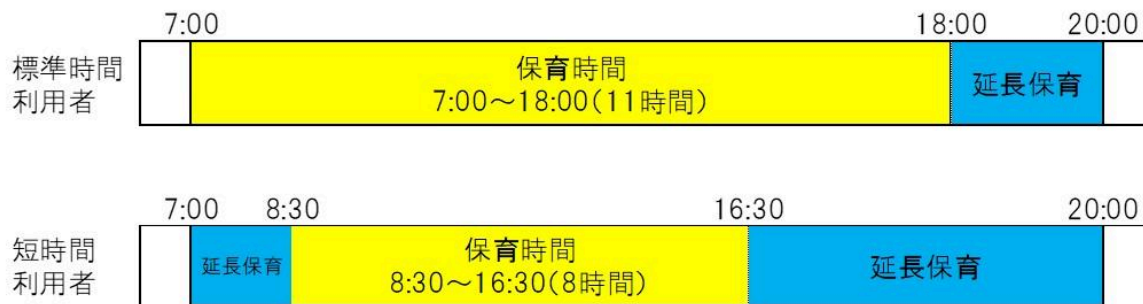 7:00 18:00 20:00
標準時間
利用者
保育時間
7:00～18:00(11時間)
延長保育
7:00 8:30 16:30 20:00
短時間
利用者
延長保育
保育時間
8:30～16:30(8時間)
延長保育